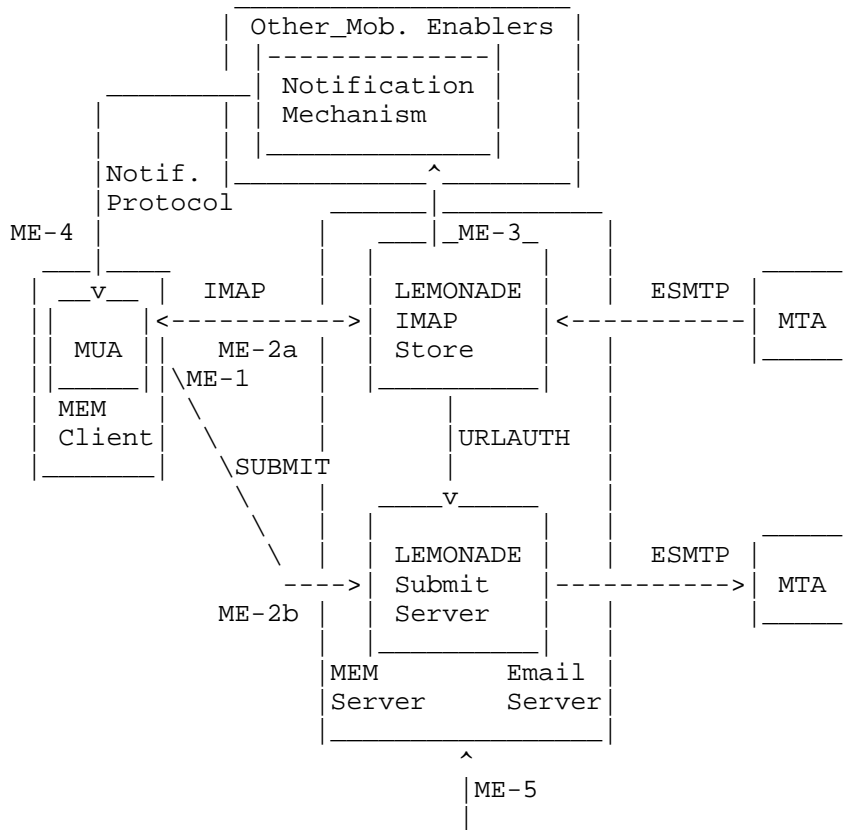 Other_Mob. Enablers
Notification
Mechanism
Notif.
Protocol
ME-4
ME-3
IMAP
LEMONADE
ESMTP
IMAP
MTA
MUA
ME-2a
Store
ME-1
MEM
Client
URLAUTH
SUBMIT
LEMONADE
ESMTP
Submit
MTA
ME-2b
Server
MEM
Email
Server
Server
ME-5